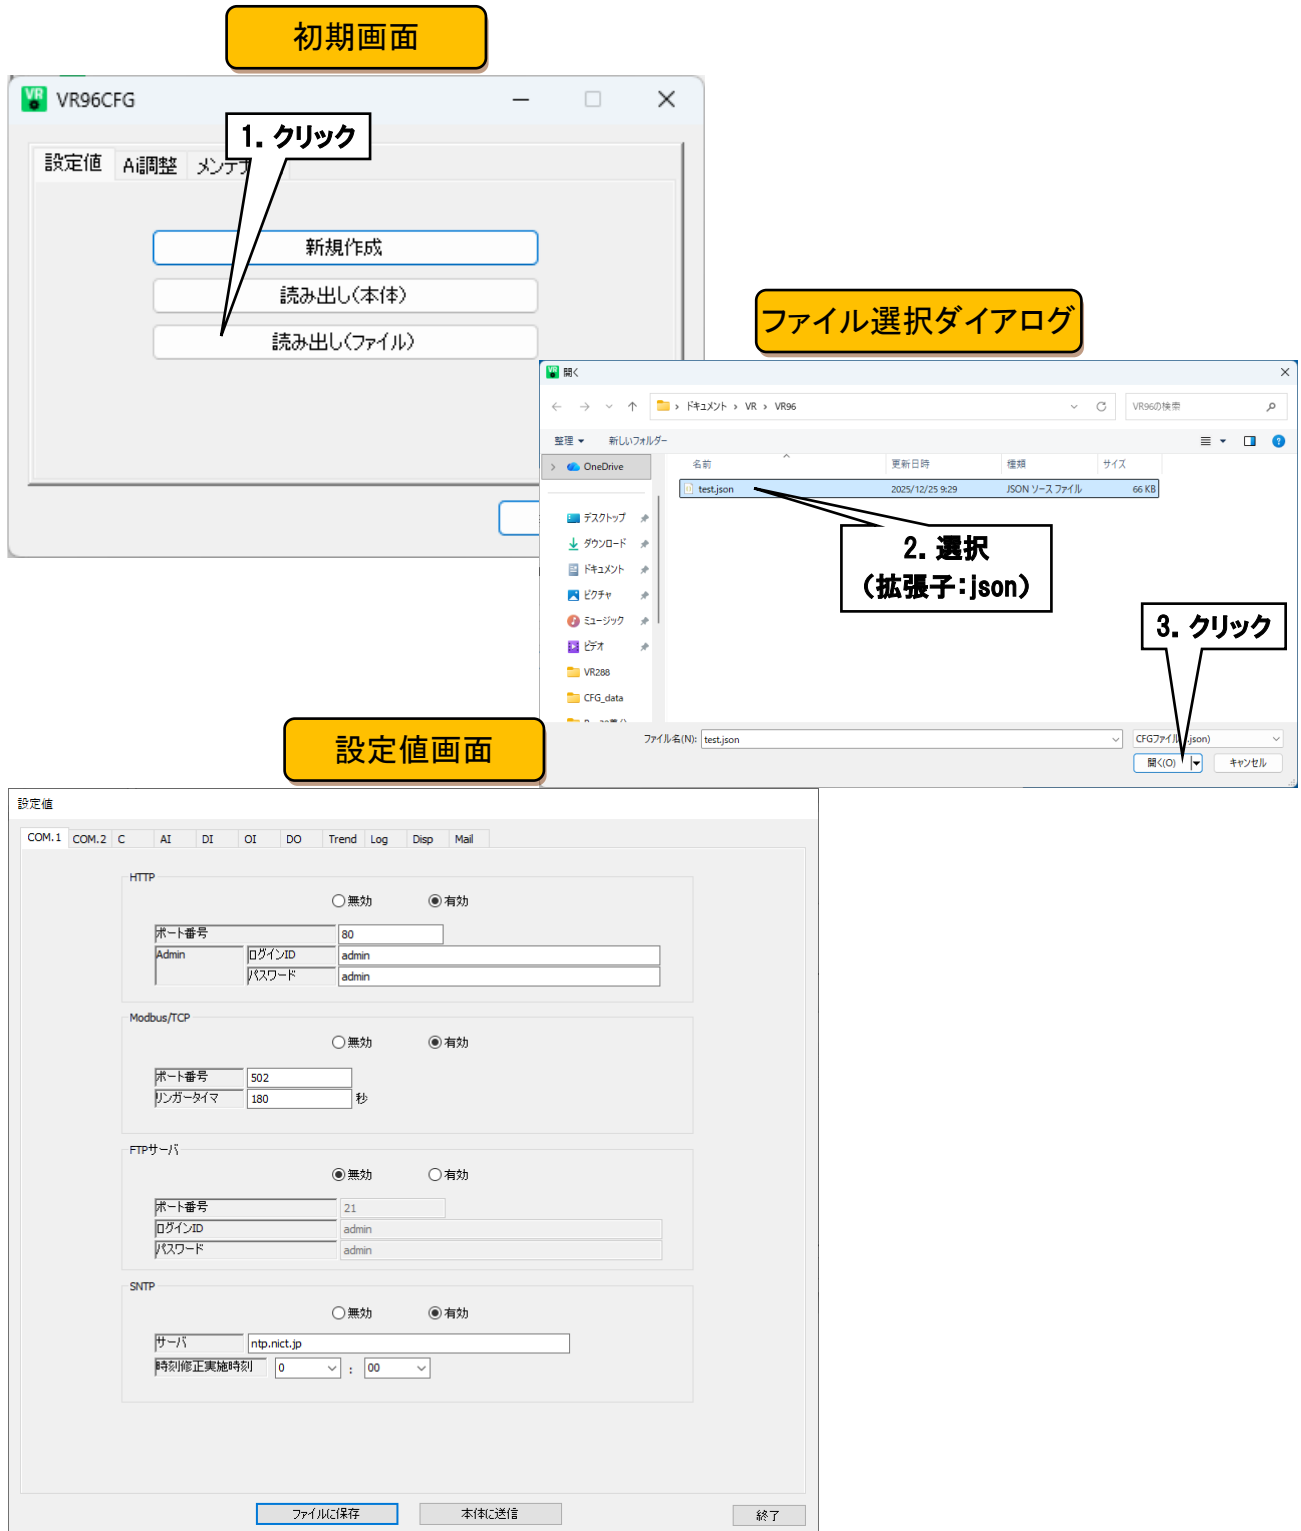 初期画面
VR96CFG
1. クリック
設定値 Ai調整
新規作成
読み出し(本体)
読み出し(ファイル)
ファイル選択ダイアログ
開く
ドキュメント › VR › VR96
VR96の検索
整理
新しいフォルダー
名前 更新日時 種類 サイズ
OneDrive
test.json 2025/12/25 9:29 JSON ソース ファイル 66 KB
デスクトップ
ダウンロード
ドキュメント
ピクチャ
ミュージック
ビデオ
VR288
CFG_data
2. 選択
(拡張子:json)
3. クリック
ファイル名(N): test.json
CFGファイル json)
開く(O) キャンセル
設定値画面
設定値
COM.1 COM.2 C AI DI OI DO Trend Log Disp Mail
HTTP
無効 有効
ポート番号 80
Admin ログインID admin
パスワード admin
Modbus/TCP
無効 有効
ポート番号 502
リンガータイマ 180 秒
FTPサーバ
無効 有効
ポート番号 21
ログインID admin
パスワード admin
SNTP
無効 有効
サーバ ntp.nict.jp
時刻修正実施時刻 0 : 00
ファイルに保存 本体に送信 終了